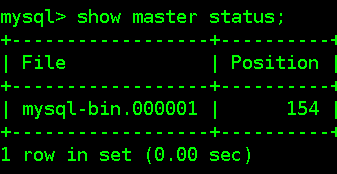 mysql> show master status;
+------------------+----------+
| File             | Position |
+------------------+----------+
| mysql-bin.000001 |      154 |
+------------------+----------+
1 row in set (0.00 sec)